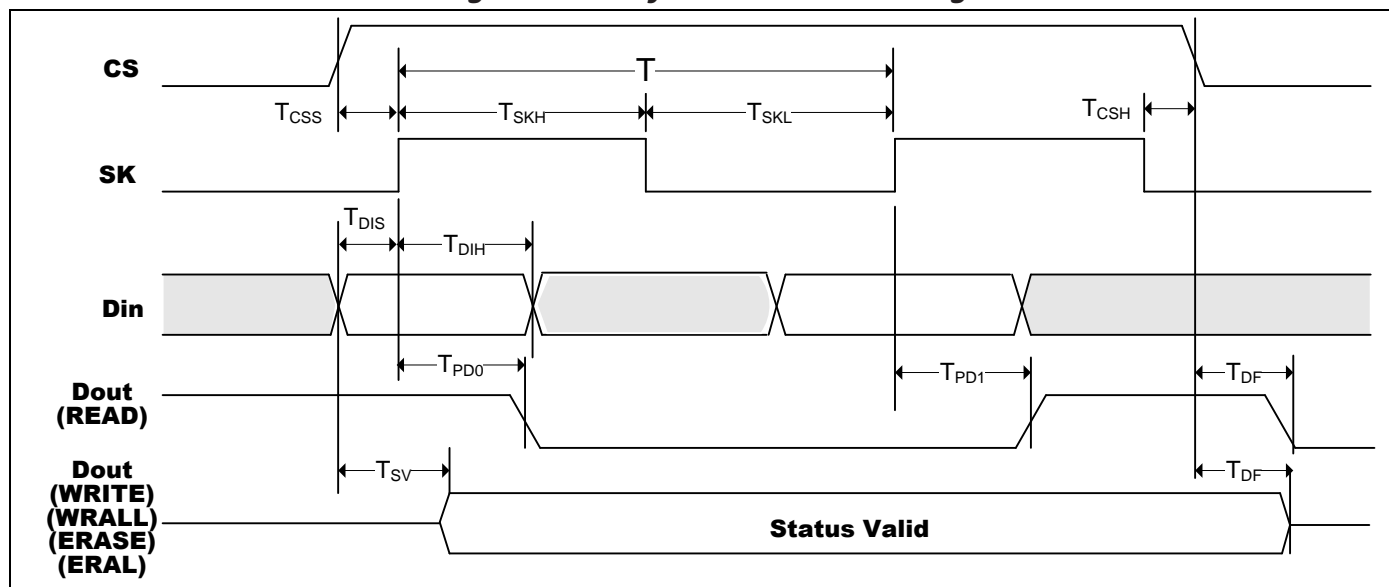 CS
T
TCSS
TSKH
TSKL
TCSH
SK
TDIS
TDIH
Din
TPD0
TPD1
TDF
Dout
(READ)
Dout
(WRITE)
(WRALL)
(ERASE)
(ERAL)
TSV
TDF
Status Valid